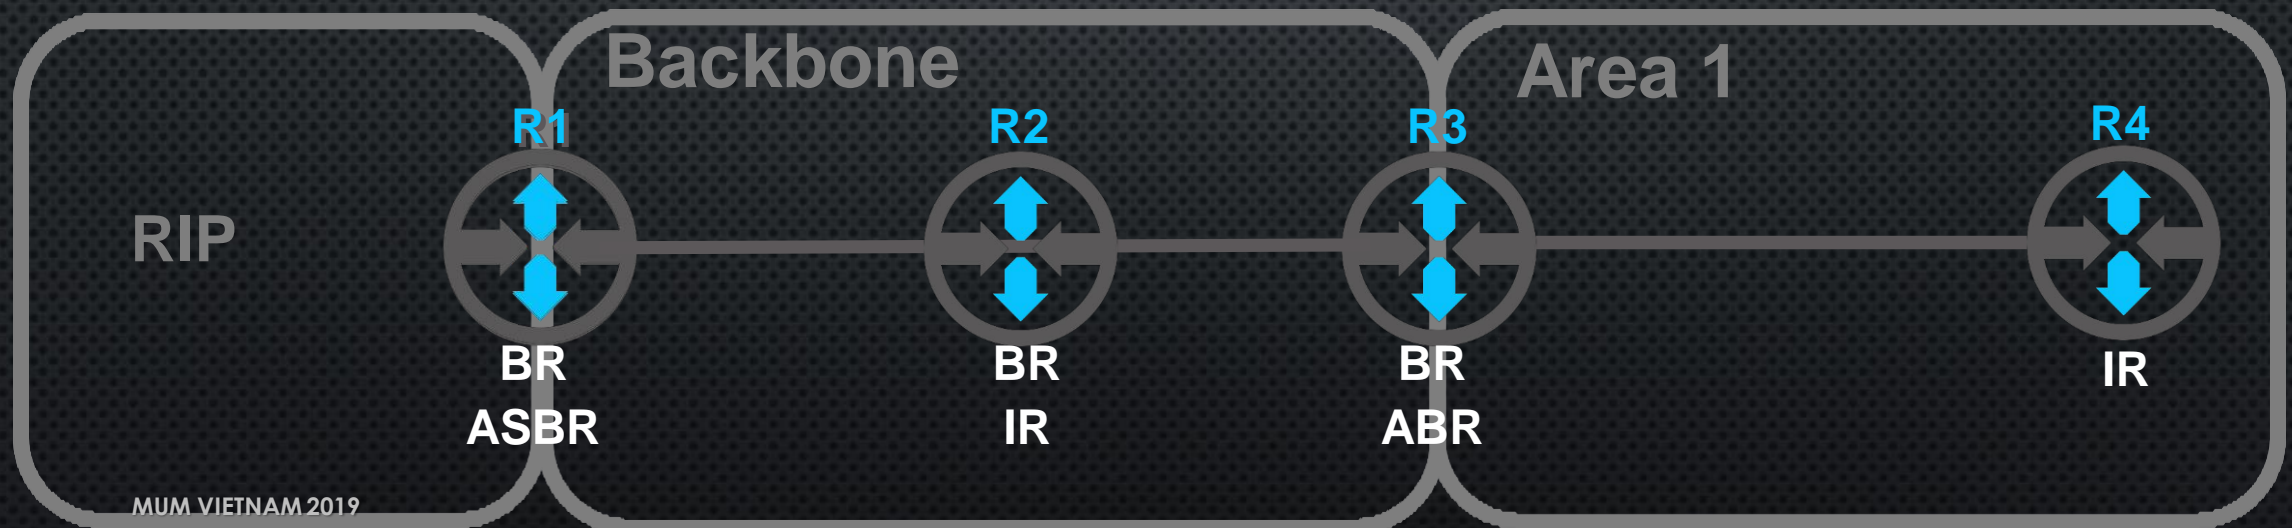 Backbone
Area 1
R1
R2
R3
R4
RIP
BR
ASBR
BR
IR
BR
ABR
IR
MUM VIETNAM 2019